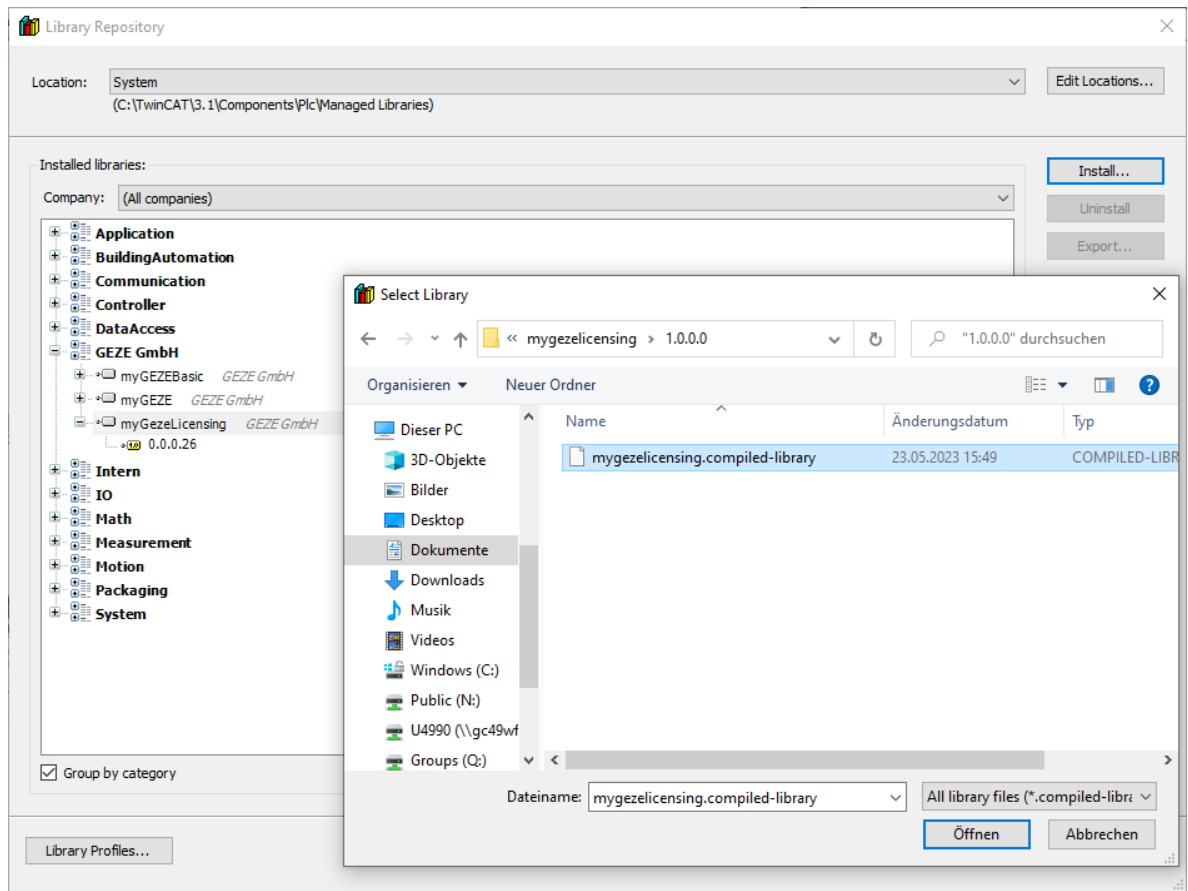 Library Repository
Location: System Edit Locations...
(C:\TwinCAT\3.1\Components\Plc\Managed Libraries)
Installed libraries:
Install...
Company: (All companies)
Uninstall
Export...
Application
BuildingAutomation
Communication
Controller
DataAccess
GEZE GmbH
myGEZEBasic GEZE GmbH
myGEZE GEZE GmbH
myGezeLicensing GEZE GmbH
0.0.0.26
Intern
IO
Math
Measurement
Motion
Packaging
System
Group by category
Library Profiles...
Select Library
« mygezelicensing › 1.0.0.0 "1.0.0.0" durchsuchen
Organisieren Neuer Ordner
Name Änderungsdatum Typ
mygezelicensing.compiled-library 23.05.2023 15:49 COMPILED-LIBR
Dieser PC
3D-Objekte
Bilder
Desktop
Dokumente
Downloads
Musik
Videos
Windows (C:)
Public (N:)
U4990 (\\gc49wf
Groups (Q:)
Dateiname: mygezelicensing.compiled-library All library files (*.compiled-libra
Öffnen Abbrechen